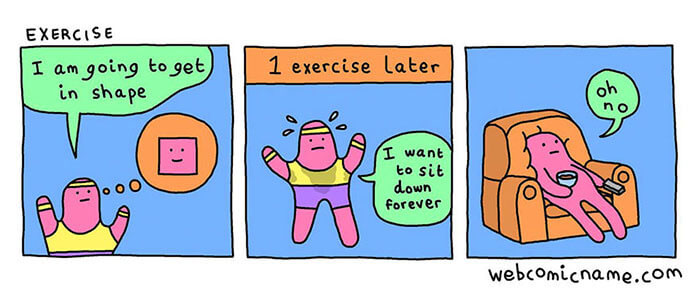 EXERCISE
I am going to get
in shape
1 exercise later
I want
to sit
down
forever
oh
no
webcomicname.com